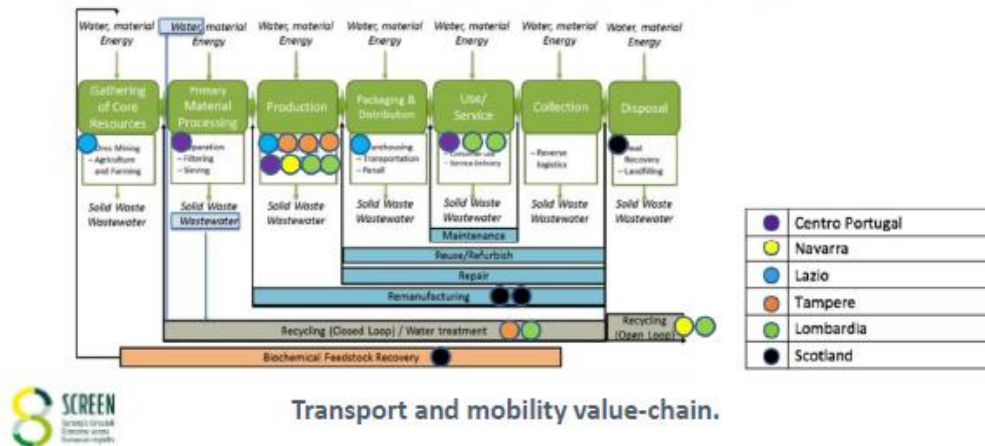 Water, material Energy
Water, material Energy
Water, material Energy
Water, material Energy
Water, material Energy
Water, material Energy
Water, material Energy
Gathering of Core Resources
Primary Material Processing
Production
Packaging & Distribution
Use/ Service
Collection
Disposal
Mining
– Agriculture and Farming
– Filtering
– Sieving
– Transportation
– Retail
– Service Delivery
– Reverse logistics
Recovery
– Landfilling
Solid Waste Wastewater
Solid Waste Wastewater
Solid Waste Wastewater
Solid Waste Wastewater
Solid Waste Wastewater
Solid Waste Wastewater
Solid Waste Wastewater
Maintenance
Reuse/Refurbish
Repair
Remanufacturing
Recycling (Closed Loop) / Water treatment
Recycling (Open Loop)
Biochemical Feedstock Recovery
Centro Portugal
Navarra
Lazio
Tampere
Lombardia
Scotland
SCREEN
Transport and mobility value-chain.